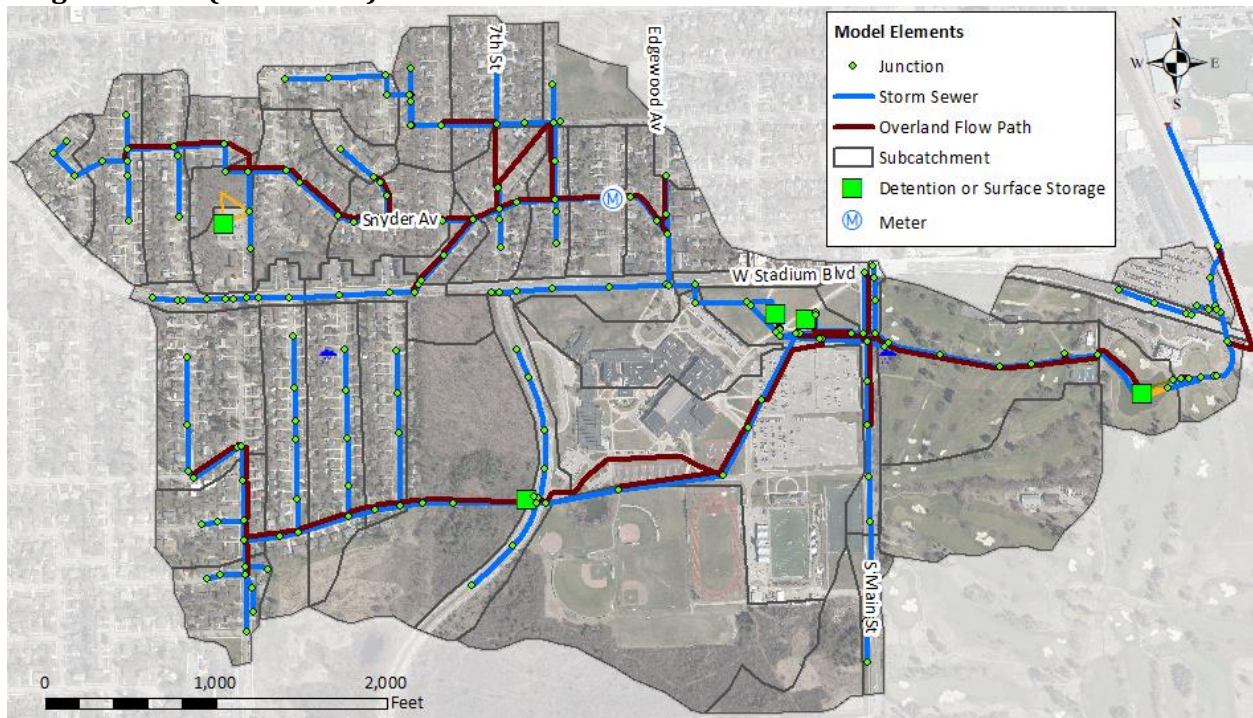 7th St
Edgewood Av
Model Elements
Junction
Storm Sewer
Overland Flow Path
Subcatchment
Detention or Surface Storage
M Meter
N
W E
S
M
Snyder Av
W Stadium Blvd
S Main St
0 1,000 2,000
Feet